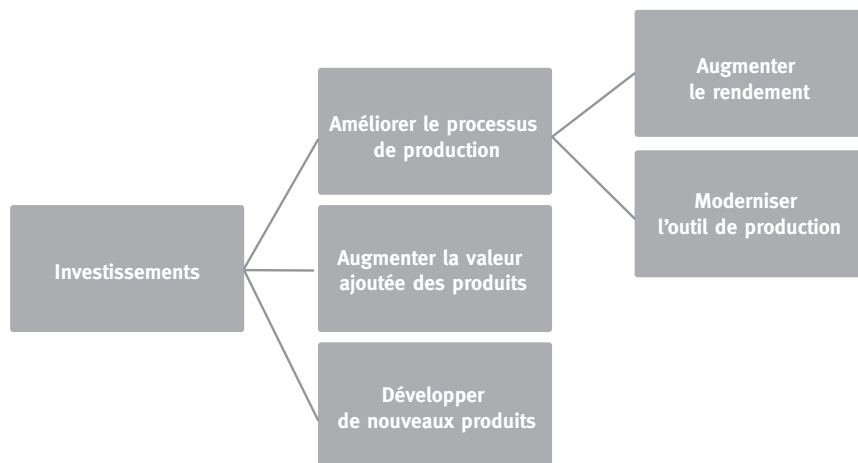 Investissements
Améliorer le processus
de production
Augmenter la valeur
ajoutée des produits
Développer
de nouveaux produits
Augmenter
le rendement
Moderniser
l’outil de production